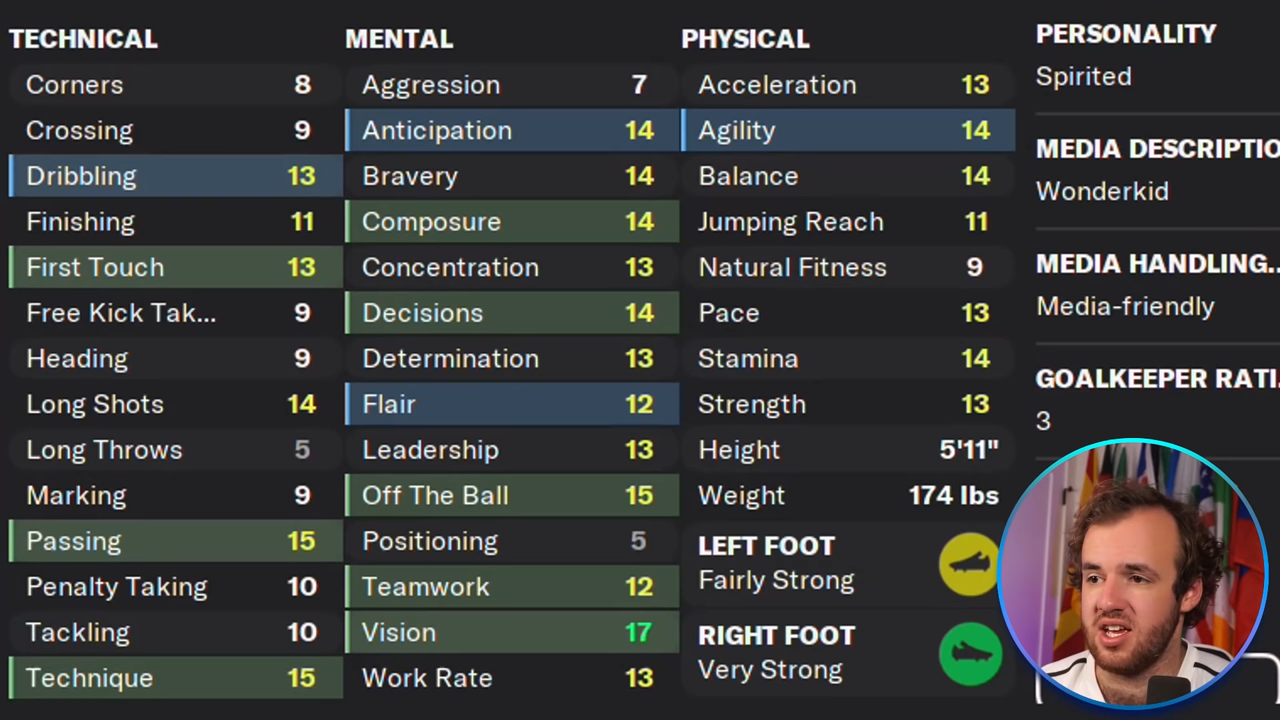 TECHNICAL
Corners 8
Crossing 9
Dribbling 13
Finishing 11
First Touch 13
Free Kick Tak... 9
Heading 9
Long Shots 14
Long Throws 5
Marking 9
Passing 15
Penalty Taking 10
Tackling 10
Technique 15
MENTAL
Aggression 7
Anticipation 14
Bravery 14
Composure 14
Concentration 13
Decisions 14
Determination 13
Flair 12
Leadership 13
Off The Ball 15
Positioning 5
Teamwork 12
Vision 17
Work Rate 13
PHYSICAL
Acceleration 13
Agility 14
Balance 14
Jumping Reach 11
Natural Fitness 9
Pace 13
Stamina 14
Strength 13
Height 5'11"
Weight 174 lbs
LEFT FOOT
Fairly Strong
RIGHT FOOT
Very Strong
PERSONALITY
Spirited
MEDIA DESCRIPTIO
Wonderkid
MEDIA HANDLING..
Media-friendly
GOALKEEPER RATI.
3